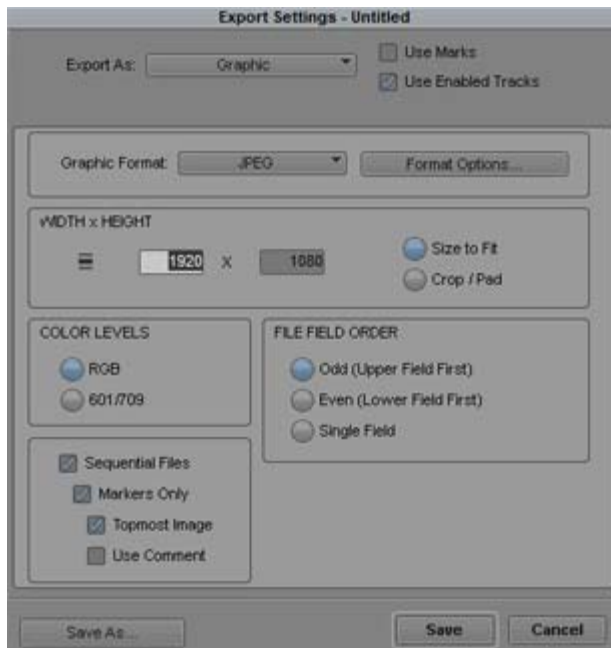 Export Settings - Untitled
Export As: Graphic
Use Marks
Use Enabled Tracks
Graphic Format: JPEG Format Options...
WIDTH x HEIGHT
1920 X 1080
Size to Fit
Crop / Pad
COLOR LEVELS
RGB
601/709
FILE FIELD ORDER
Odd (Upper Field First)
Even (Lower Field First)
Single Field
Sequential Files
Markers Only
Topmost Image
Use Comment
Save As... Save Cancel